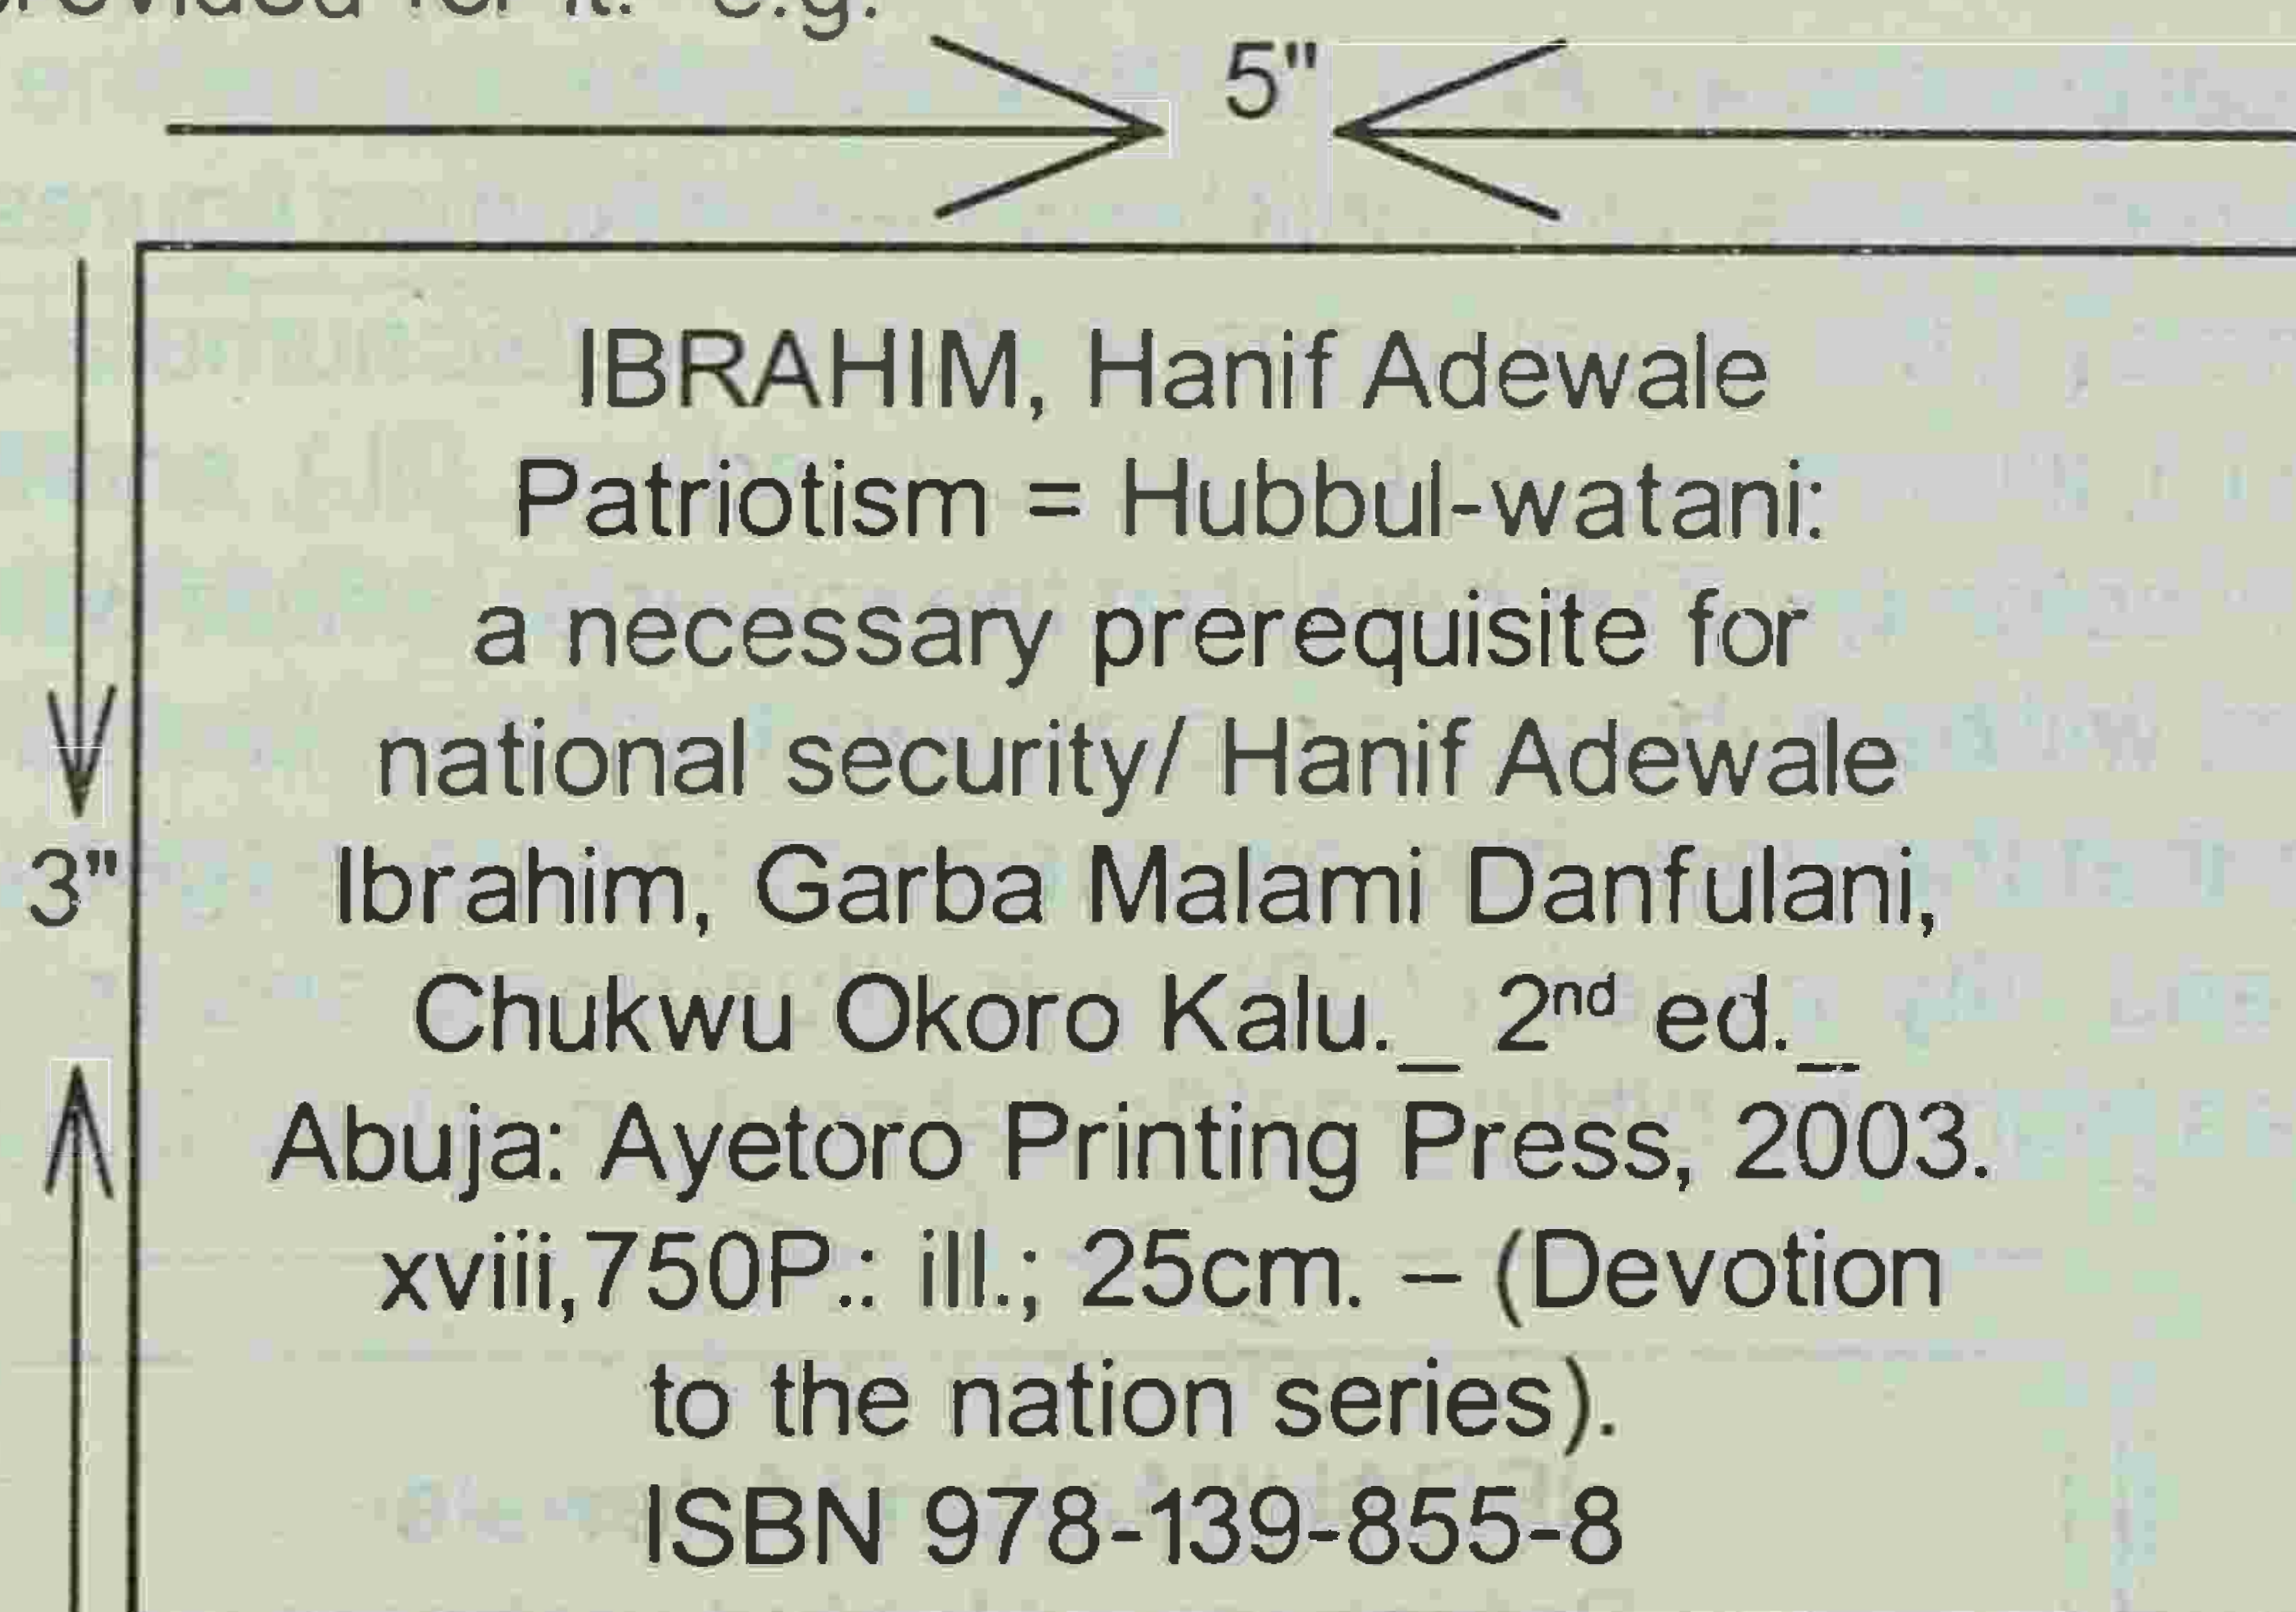 provided for it. e.g.
5"
IBRAHIM, Hanif Adewale
Patriotism = Hubbul-watani:
a necessary prerequisite for
national security/ Hanif Adewale
3"
Ibrahim, Garba Malami Danfulani,
Chukwu Okoro Kalu._ 2nd ed._
Abuja: Ayetoro Printing Press, 2003.
xviii,750P.: ill.; 25cm. – (Devotion
to the nation series).
ISBN 978-139-855-8